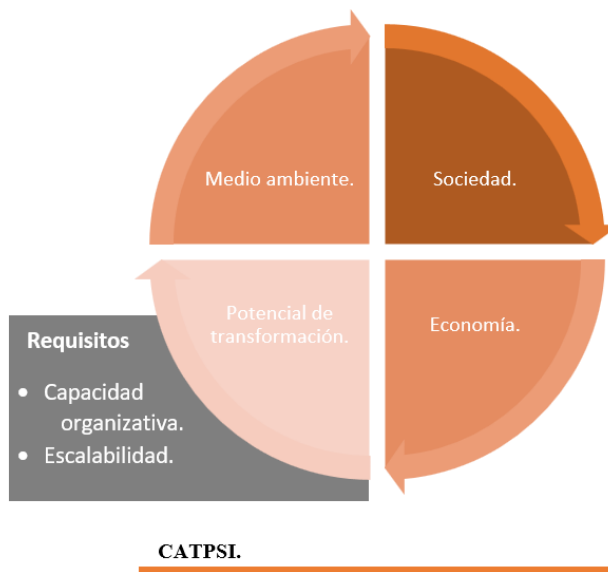 Medio ambiente.
Sociedad.
Potencial de
transformación.
Economía.
Requisitos
• Capacidad
organizativa.
• Escalabilidad.
CATPSI.